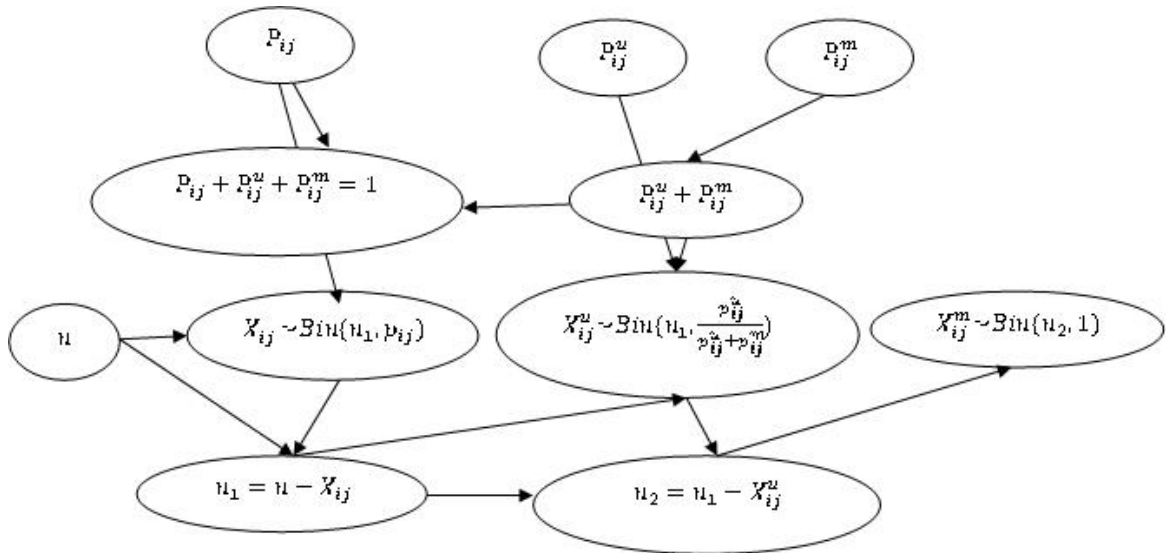 P_{ij}
P_{ij}^{u}
P_{ij}^{m}
P_{ij} + P_{ij}^{u} + P_{ij}^{m} = 1
P_{ij}^{u} + P_{ij}^{m}
n
X_{ij} ~ Bin(n_1, p_{ij})
X_{ij}^{u} ~ Bin(n_1, \frac{p_{ij}^{u}}{p_{ij}^{u}+p_{ij}^{m}})
X_{ij}^{m} ~ Bin(n_2, 1)
n_1 = n − X_{ij}
n_2 = n_1 − X_{ij}^{u}